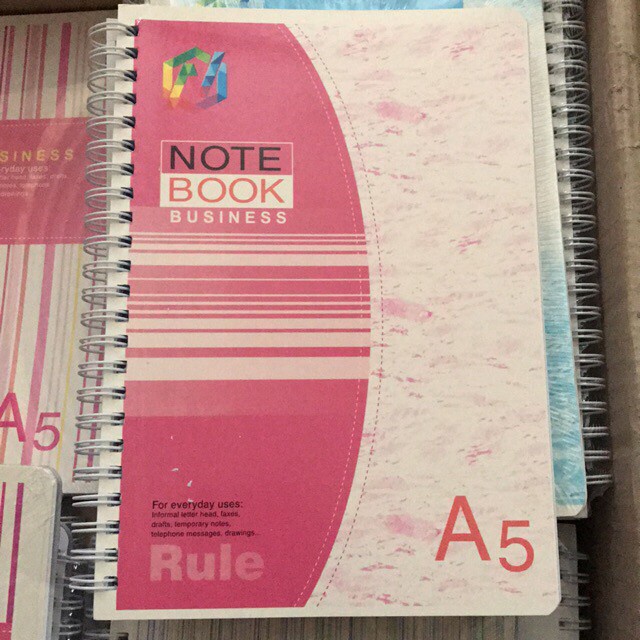 NOTE
BOOK
BUSINESS
For everyday uses:
Informal letter head, faxes,
drafts, temporary notes,
telephone messages, drawings...
Rule
A5
SINESS
ryday uses
A5